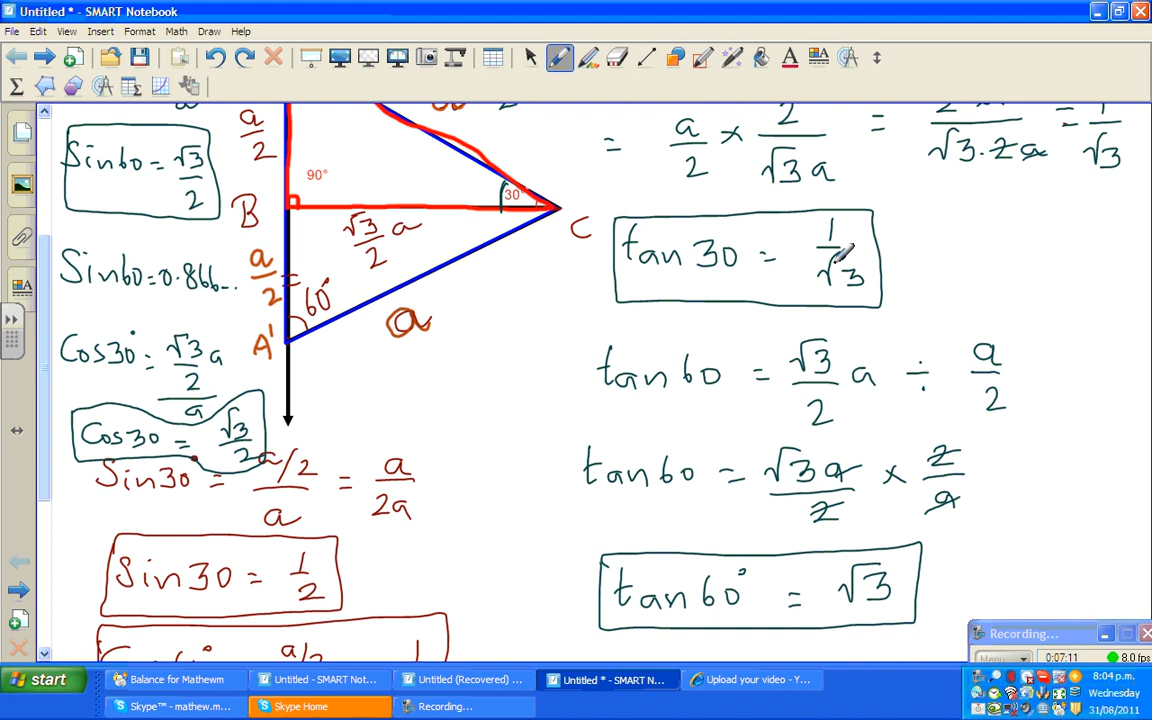 Untitled * - SMART Notebook
File Edit View Insert Format Math Draw Help
a/2
Sin60 = √3/2
90°
B
30°
C
√3/2 a
Sin60=0.866...
a/2 =
60°
A'
a
Cos30° = √3/2 a / a
Cos30 = √3/2
Sin30 = a/2 / a = a/2a
Sin30 = 1/2
a/2
= a/2 × 2/√3a = = 1/√3
√3.2a
tan 30 = 1/√3
tan60 = √3/2 a ÷ a/2
tan60 = √3a/2 × 2/a
tan60° = √3
Recording...
Menu
0:07:11
8.0 fps
start
Balance for Mathewm
Untitled - SMART Not...
Untitled (Recovered) ...
Untitled * - SMART N...
Upload your video - Y...
Skype™ - mathew.m...
Skype Home
Recording...
8:04 p.m.
Wednesday
31/08/2011